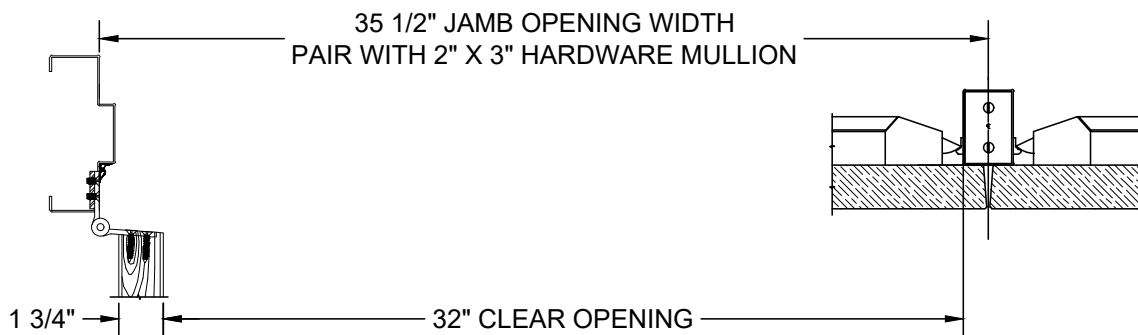 35 1/2" JAMB OPENING WIDTH
PAIR WITH 2" X 3" HARDWARE MULLION
1 3/4"
32" CLEAR OPENING